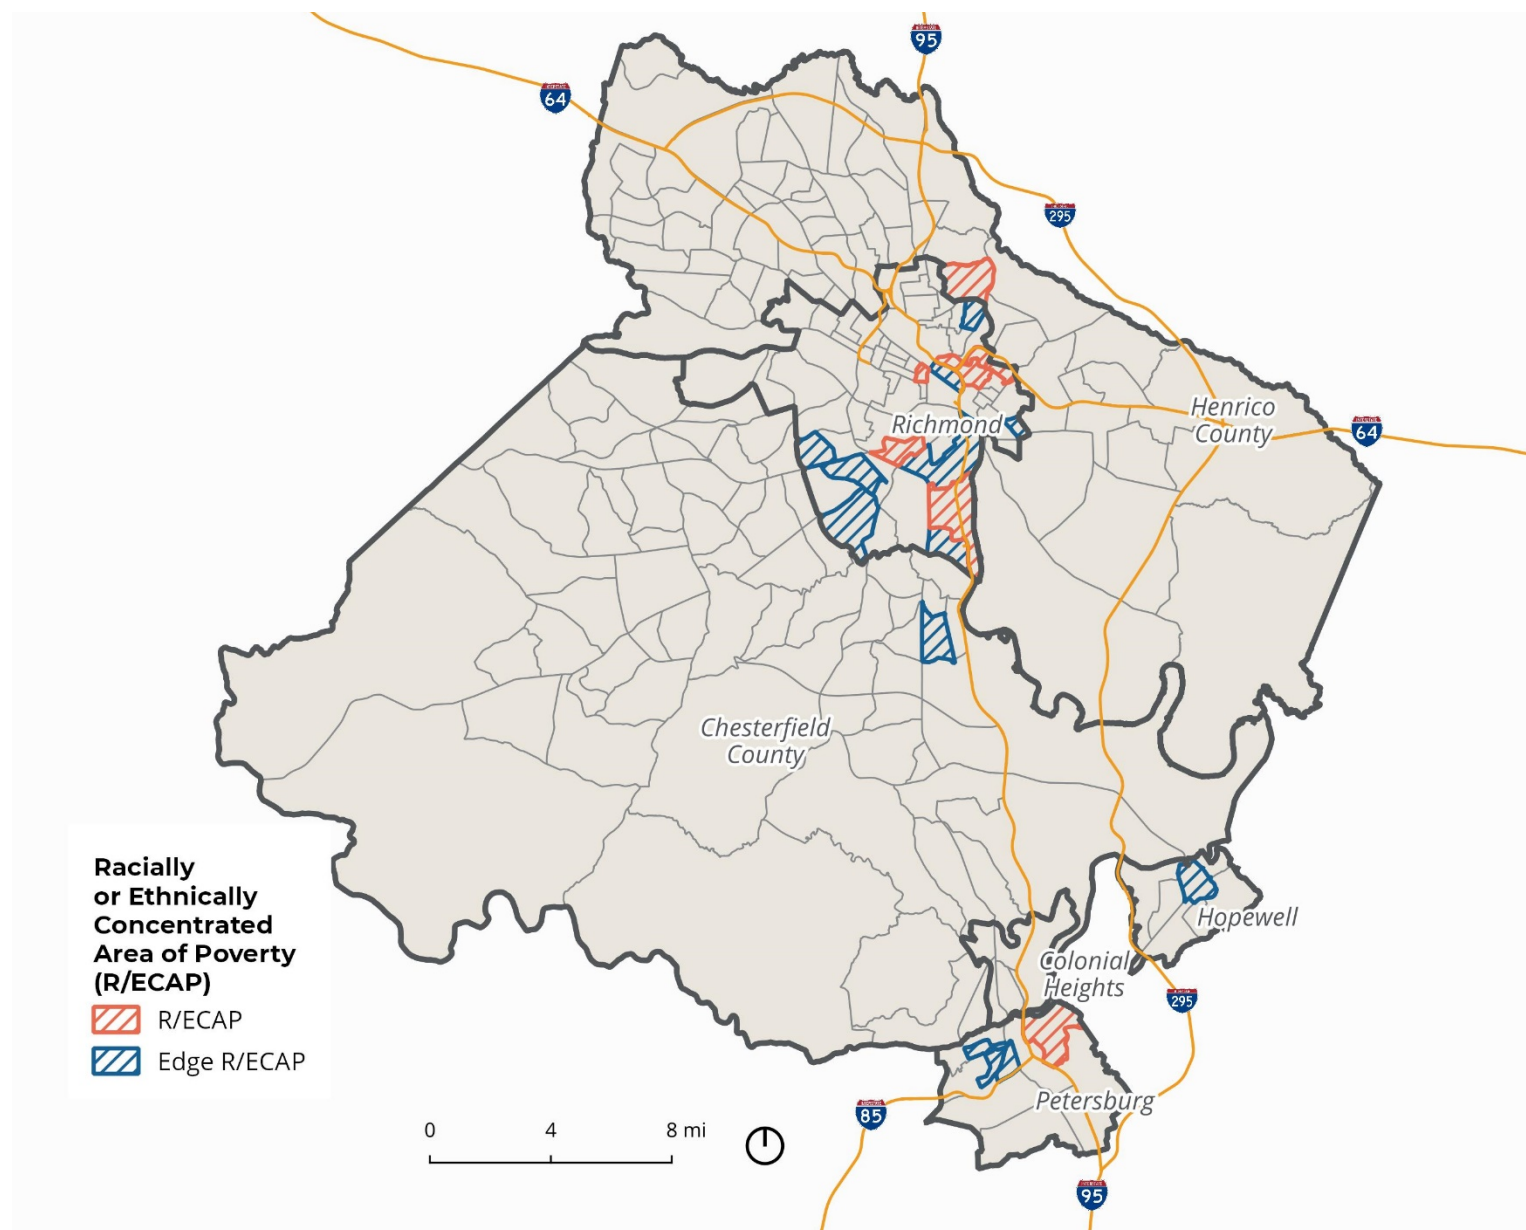 95
64
295
Henrico
County
64
Richmond
Chesterfield
County
Hopewell
Colonial
Heights
295
Petersburg
85
95
Racially
or Ethnically
Concentrated
Area of Poverty
(R/ECAP)
R/ECAP
Edge R/ECAP
0 4 8 mi